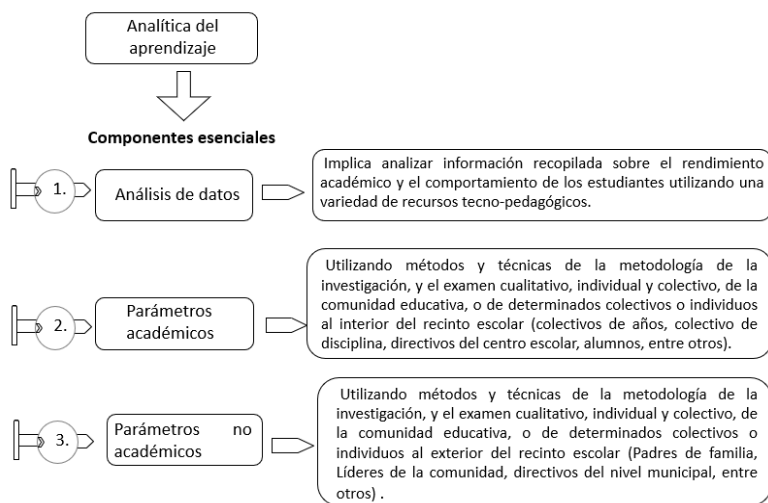 Analítica del
aprendizaje
Componentes esenciales
1.
Análisis de datos
Implica analizar información recopilada sobre el rendimiento
académico y el comportamiento de los estudiantes utilizando una
variedad de recursos tecno-pedagógicos.
2.
Parámetros
académicos
Utilizando métodos y técnicas de la metodología de la
investigación, y el examen cualitativo, individual y colectivo, de
la comunidad educativa, o de determinados colectivos o individuos
al interior del recinto escolar (colectivos de años, colectivo de
disciplina, directivos del centro escolar, alumnos, entre otros).
3.
Parámetros no
académicos
Utilizando métodos y técnicas de la metodología de la
investigación, y el examen cualitativo, individual y colectivo, de
la comunidad educativa, o de determinados colectivos o
individuos al exterior del recinto escolar (Padres de familia,
Líderes de la comunidad, directivos del nivel municipal, entre
otros) .